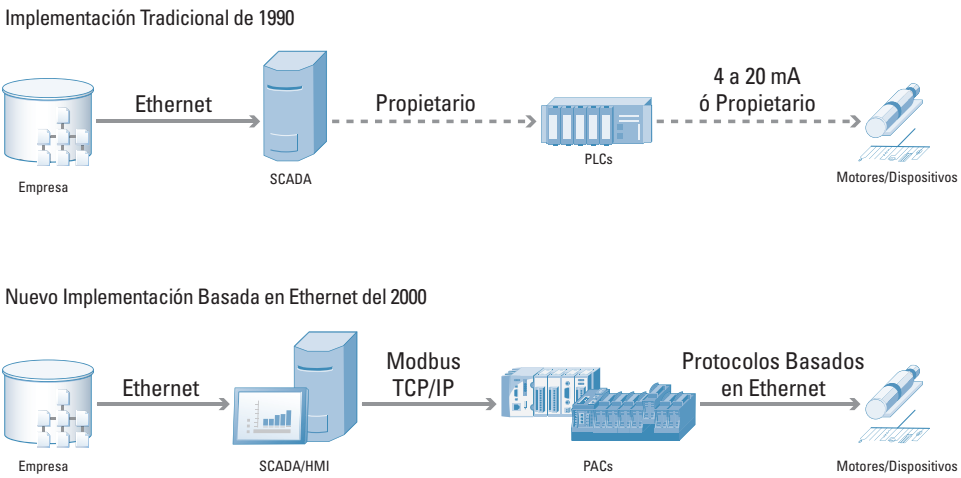 Implementación Tradicional de 1990
Ethernet
Propietario
4 a 20 mA
ó Propietario
Empresa
SCADA
PLCs
Motores/Dispositivos
Nuevo Implementación Basada en Ethernet del 2000
Ethernet
Modbus
TCP/IP
Protocolos Basados
en Ethernet
Empresa
SCADA/HMI
PACs
Motores/Dispositivos